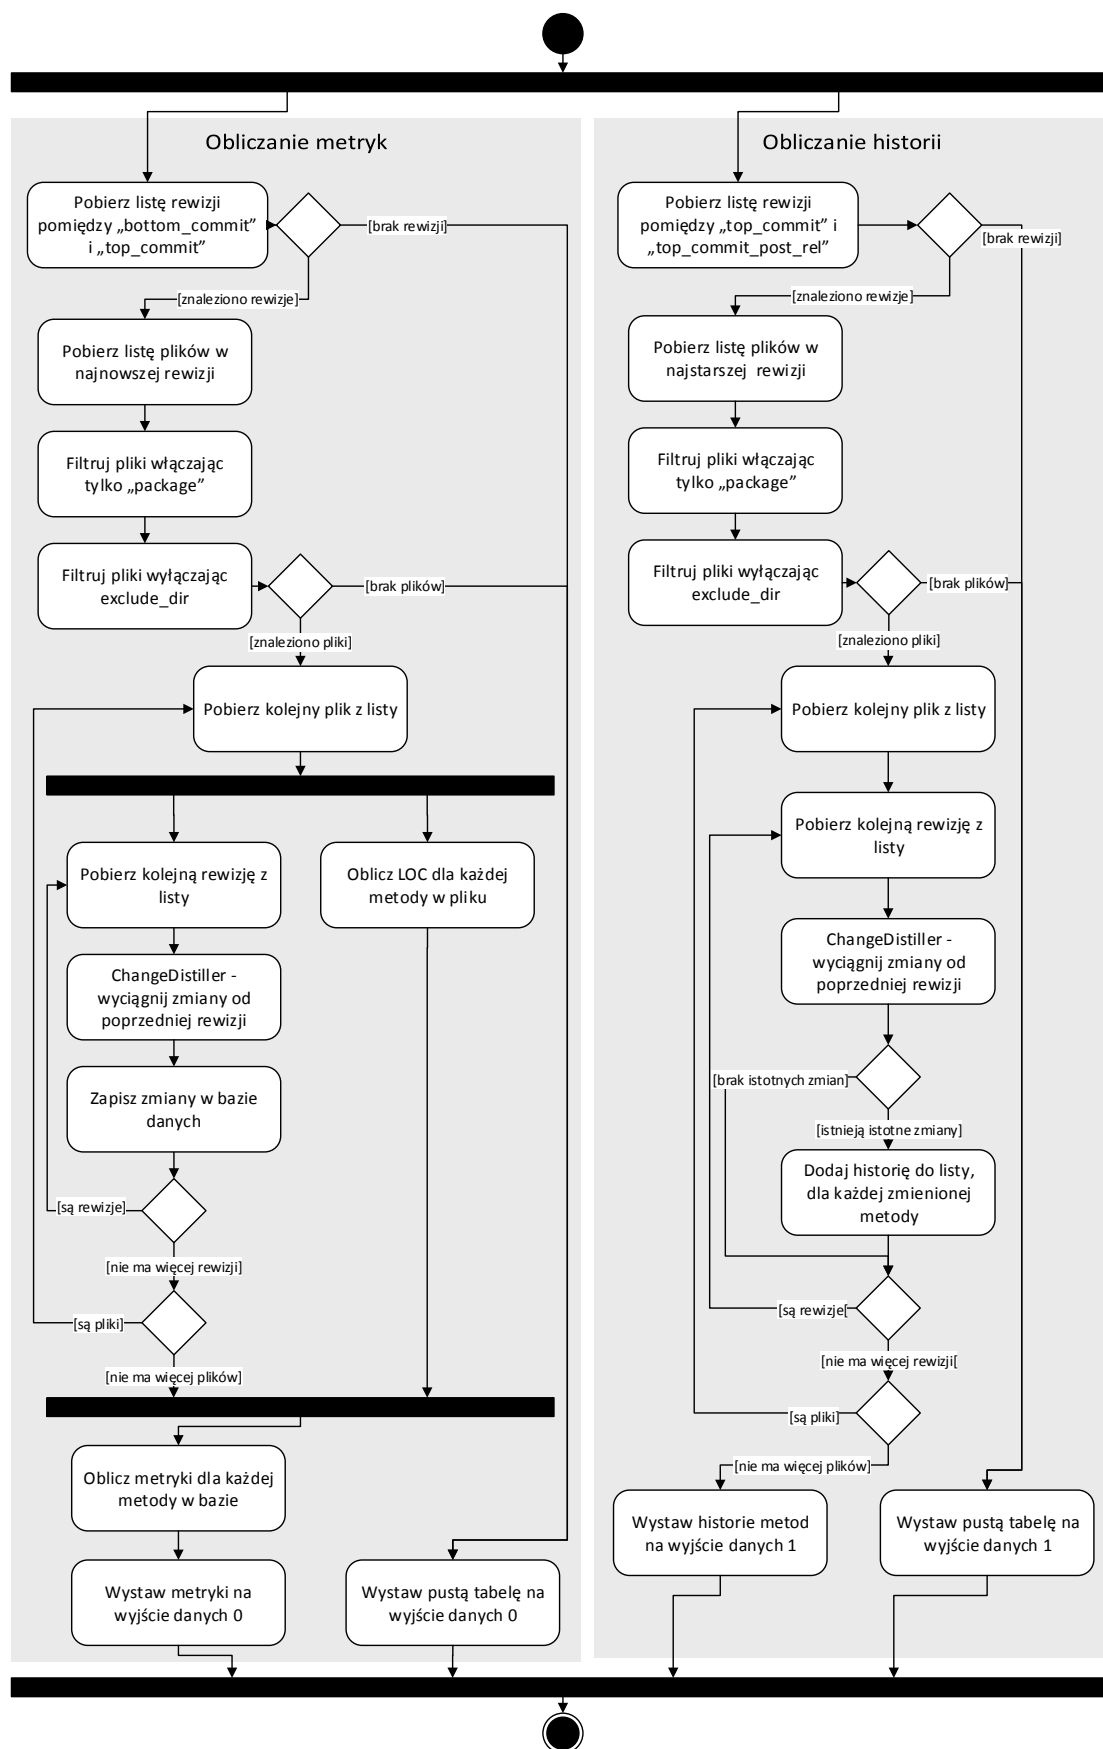 Obliczanie metryk
Pobierz listę rewizji
pomiędzy „bottom_commit”
i „top_commit”
[brak rewizji]
[znaleziono rewizje]
Pobierz listę plików w
najnowszej rewizji
Filtruj pliki włączając
tylko „package”
Filtruj pliki wyłączając
exclude_dir
[brak plików]
[znaleziono pliki]
Pobierz kolejny plik z listy
Pobierz kolejną rewizję z
listy
Oblicz LOC dla każdej
metody w pliku
ChangeDistiller -
wyciągnij zmiany od
poprzedniej rewizji
Zapisz zmiany w bazie
danych
[są rewizje]
[nie ma więcej rewizji]
[są pliki]
[nie ma więcej plików]
Oblicz metryki dla każdej
metody w bazie
Wystaw metryki na
wyjście danych 0
Wystaw pustą tabelę na
wyjście danych 0
Obliczanie historii
Pobierz listę rewizji
pomiędzy „top_commit” i
„top_commit_post_rel”
[brak rewizji]
[znaleziono rewizje]
Pobierz listę plików w
najstarszej  rewizji
Filtruj pliki włączając
tylko „package”
Filtruj pliki wyłączając
exclude_dir
[brak plików]
[znaleziono pliki]
Pobierz kolejny plik z listy
Pobierz kolejną rewizję z
listy
ChangeDistiller -
wyciągnij zmiany od
poprzedniej rewizji
[brak istotnych zmian]
[istnieją istotne zmiany]
Dodaj historię do listy,
dla każdej zmienionej
metody
[są rewizje[
[nie ma więcej rewizji[
[są pliki]
[nie ma więcej plików]
Wystaw historie metod
na wyjście danych 1
Wystaw pustą tabelę na
wyjście danych 1